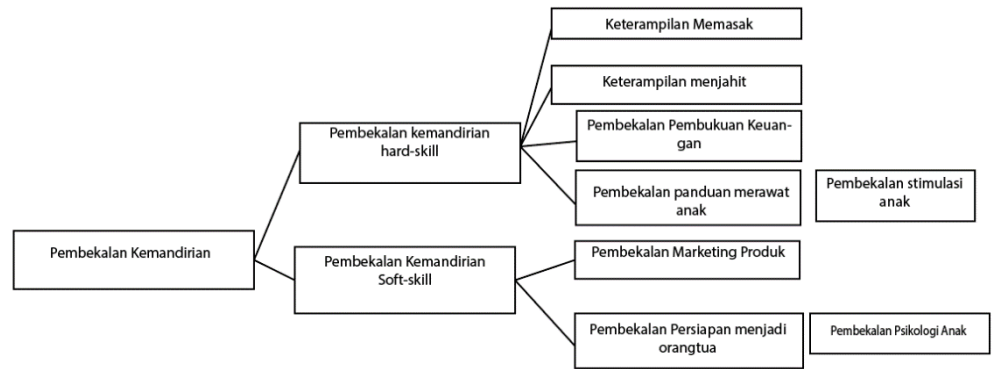 Keterampilan Memasak
Keterampilan menjahit
Pembekalan kemandirian
hard-skill
Pembekalan Pembukuan Keuan-
gan
Pembekalan panduan merawat
anak
Pembekalan stimulasi
anak
Pembekalan Kemandirian
Pembekalan Kemandirian
Soft-skill
Pembekalan Marketing Produk
Pembekalan Persiapan menjadi
orangtua
Pembekalan Psikologi Anak